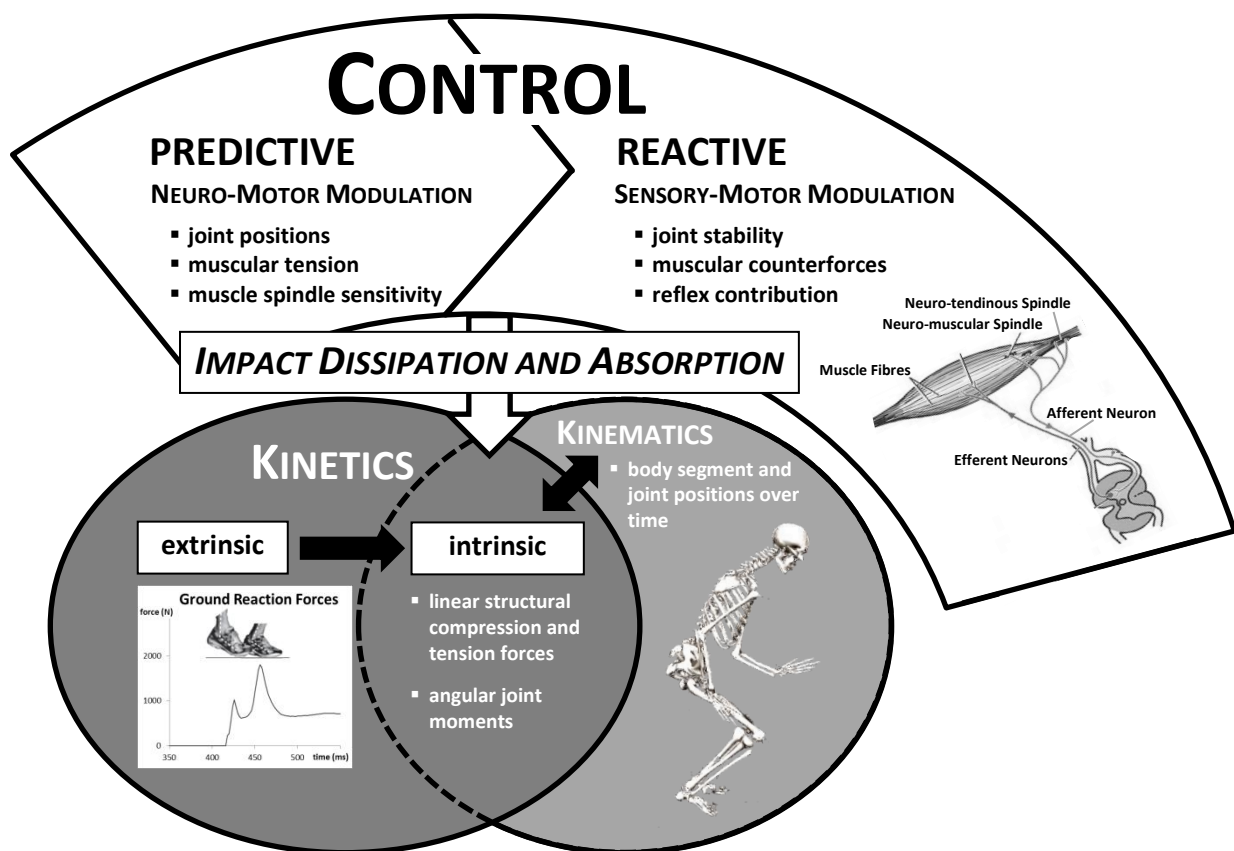 CONTROL
PREDICTIVE
NEURO-MOTOR MODULATION
▪ joint positions
▪ muscular tension
▪ muscle spindle sensitivity
REACTIVE
SENSORY-MOTOR MODULATION
▪ joint stability
▪ muscular counterforces
▪ reflex contribution
Neuro-tendinous Spindle
Neuro-muscular Spindle
Muscle Fibres
Afferent Neuron
Efferent Neurons
IMPACT DISSIPATION AND ABSORPTION
KINETICS
extrinsic
Ground Reaction Forces
force (N)
2000
1000
0
350
400
450
500
time (ms)
intrinsic
▪ linear structural
compression and
tension forces
▪ angular joint
moments
KINEMATICS
▪ body segment and
joint positions over
time